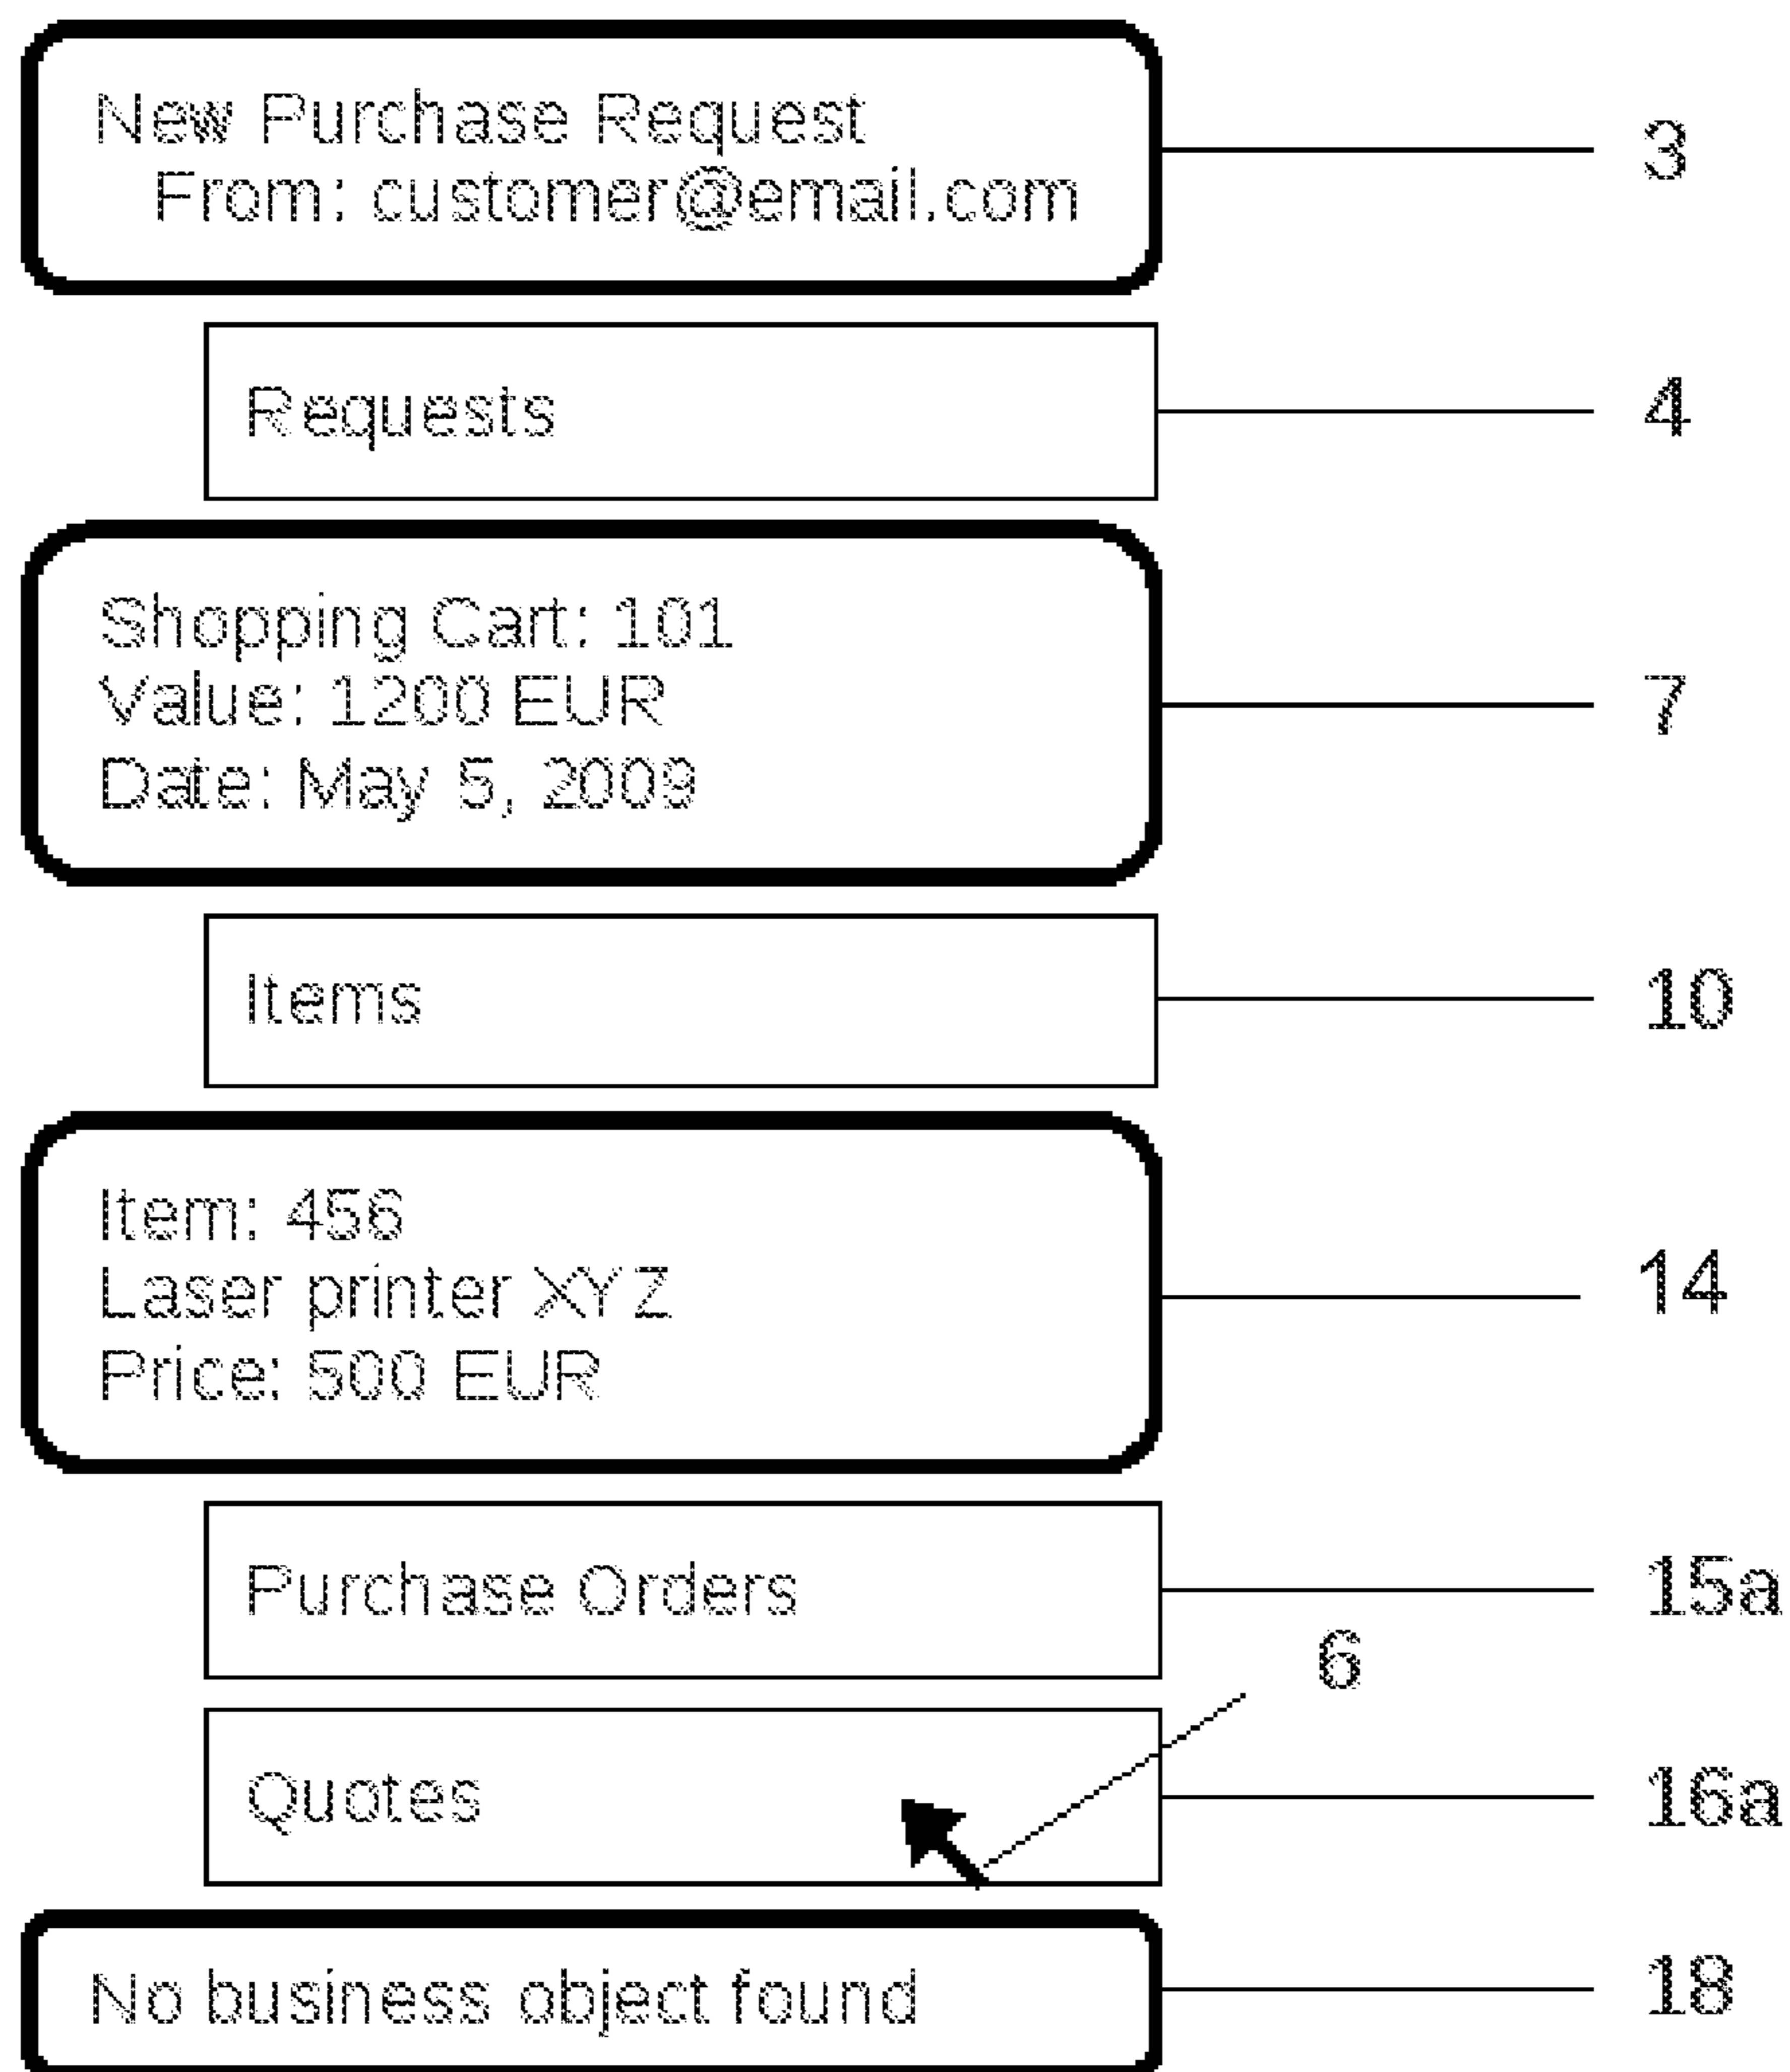 New Purchase Request
From: customer@email.com
3
Requests
4
Shopping Cart: 101
Value: 1200 EUR
Date: May 5, 2009
7
Items
10
Item: 456
Laser printer XYZ
Price: 500 EUR
14
Purchase Orders
15a
6
Quotes
16a
No business object found
18